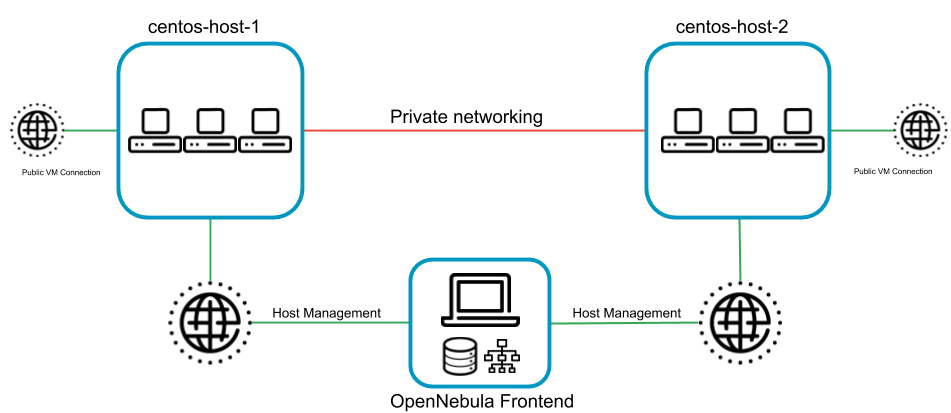 centos-host-1
centos-host-2
Private networking
Public VM Connection
Public VM Connection
Host Management
Host Management
OpenNebula Frontend